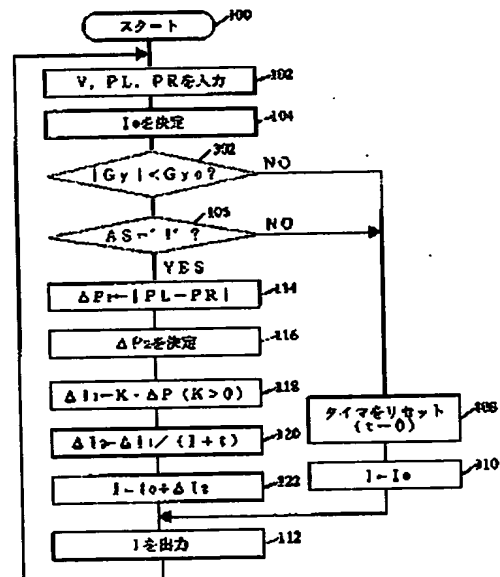 スタート
100
V, PL, PRを入力
102
Ioを決定
104
302
|Gy|<Gyo?
NO
105
AS="1"?
NO
YES
ΔP1←|PL-PR|
114
ΔP2を決定
116
ΔI1←K・ΔP (K>0)
118
タイマをリセット
(t←0)
108
ΔI2←ΔI1/(1+t)
120
I←Io+ΔI2
122
I←Io
110
Iを出力
112